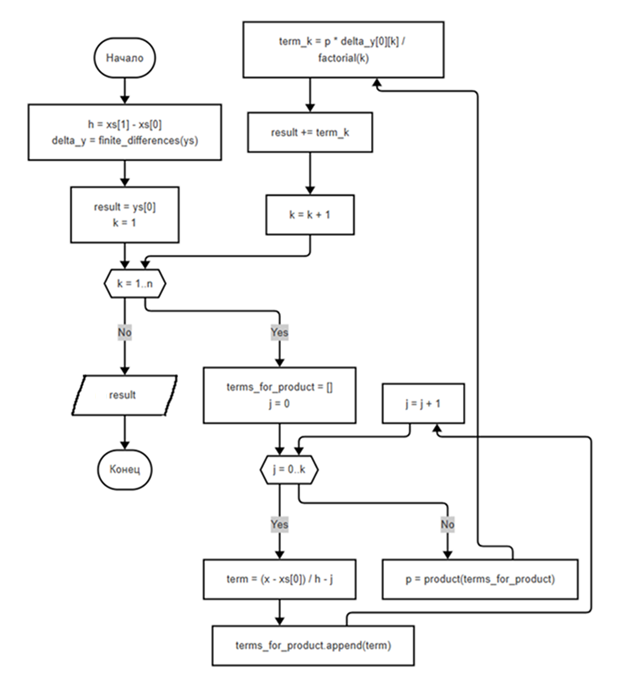 Начало
h = xs[1] - xs[0]
delta_y = finite_differences(ys)
result = ys[0]
k = 1
k = 1..n
No
result
Конец
Yes
terms_for_product = []
j = 0
j = 0..k
Yes
term = (x - xs[0]) / h - j
terms_for_product.append(term)
j = j + 1
No
p = product(terms_for_product)
term_k = p * delta_y[0][k] /
factorial(k)
result += term_k
k = k + 1